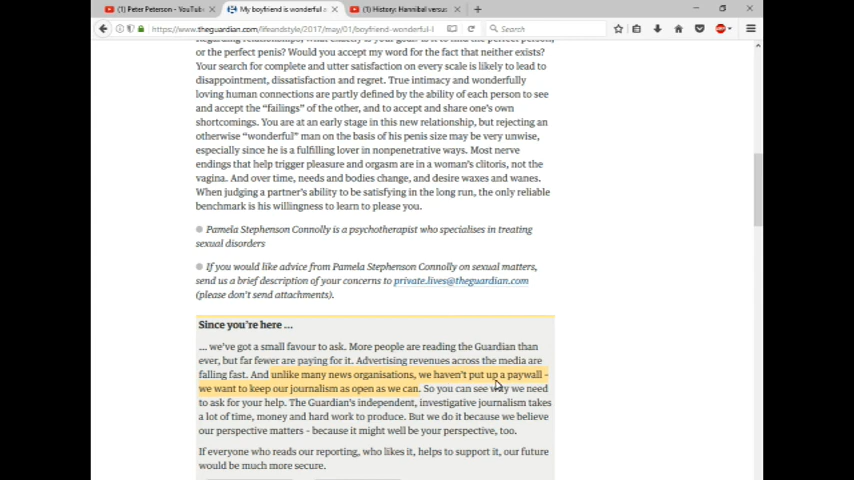 (1) Peter Peterson - YouTub
My boyfriend is wonderful a
(1) History: Hannibal versus
https://www.theguardian.com/lifeandstyle/2017/may/01/boyfriend-wonderful-l
Search
or the perfect penis? Would you accept my word for the fact that neither exists?
Your search for complete and utter satisfaction on every scale is likely to lead to
disappointment, dissatisfaction and regret. True intimacy and wonderfully
loving human connections are partly defined by the ability of each person to see
and accept the “failings” of the other, and to accept and share one’s own
shortcomings. You are at an early stage in this new relationship, but rejecting an
otherwise “wonderful” man on the basis of his penis size may be very unwise,
especially since he is a fulfilling lover in nonpenetrative ways. Most nerve
endings that help trigger pleasure and orgasm are in a woman’s clitoris, not the
vagina. And over time, needs and bodies change, and desire waxes and wanes.
When judging a partner’s ability to be satisfying in the long run, the only reliable
benchmark is his willingness to learn to please you.
Pamela Stephenson Connolly is a psychotherapist who specialises in treating
sexual disorders
If you would like advice from Pamela Stephenson Connolly on sexual matters,
send us a brief description of your concerns to private.lives@theguardian.com
(please don’t send attachments).
Since you’re here ...
... we’ve got a small favour to ask. More people are reading the Guardian than
ever, but far fewer are paying for it. Advertising revenues across the media are
falling fast. And unlike many news organisations, we haven’t put up a paywall –
we want to keep our journalism as open as we can. So you can see why we need
to ask for your help. The Guardian’s independent, investigative journalism takes
a lot of time, money and hard work to produce. But we do it because we believe
our perspective matters – because it might well be your perspective, too.
If everyone who reads our reporting, who likes it, helps to support it, our future
would be much more secure.